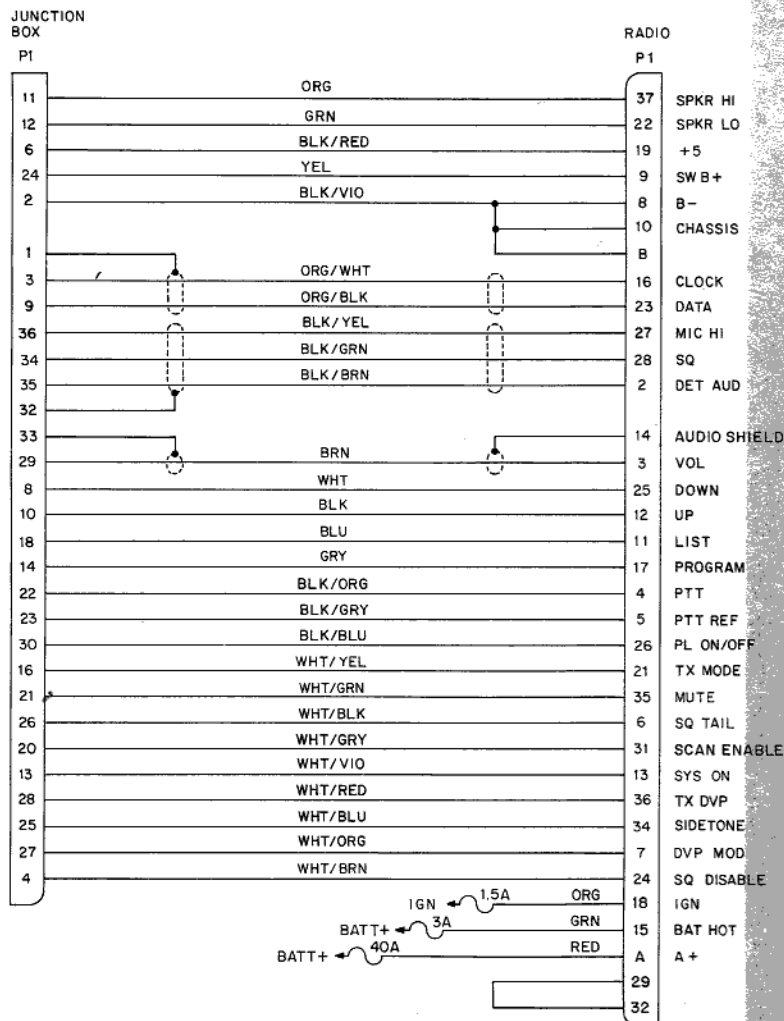 JUNCTION
BOX
P1
RADIO
P1
11 ORG 37 SPKR HI
12 GRN 22 SPKR LO
6 BLK/RED 19 +5
24 YEL 9 SW B+
2 BLK/VIO 8 B-
10 CHASSIS
1 B
3 ORG/WHT 16 CLOCK
9 ORG/BLK 23 DATA
36 BLK/YEL 27 MIC HI
34 BLK/GRN 28 SQ
35 BLK/BRN 2 DET AUD
32
33 14 AUDIO SHIELD
29 BRN 3 VOL
8 WHT 25 DOWN
10 BLK 12 UP
18 BLU 11 LIST
14 GRY 17 PROGRAM
22 BLK/ORG 4 PTT
23 BLK/GRY 5 PTT REF
30 BLK/BLU 26 PL ON/OFF
16 WHT/YEL 21 TX MODE
21 WHT/GRN 35 MUTE
26 WHT/BLK 6 SQ TAIL
20 WHT/GRY 31 SCAN ENABLE
13 WHT/VIO 13 SYS ON
28 WHT/RED 36 TX DVP
25 WHT/BLU 34 SIDETONE
27 WHT/ORG 7 DVP MOD
4 WHT/BRN 24 SQ DISABLE
IGN 1.5A ORG 18 IGN
BATT+ 3A GRN 15 BAT HOT
BATT+ 40A RED A A+
29
32